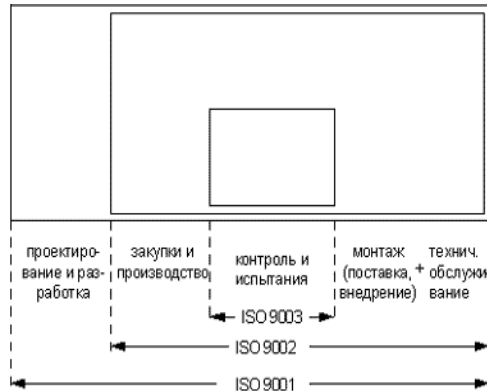 проектиро-
вание и раз-
работка
закупки и
производство
контроль и
испытания
монтаж
(поставка,
внедрение)
+
технич.
обслужи
вание
ISO 9003
ISO 9002
ISO 9001